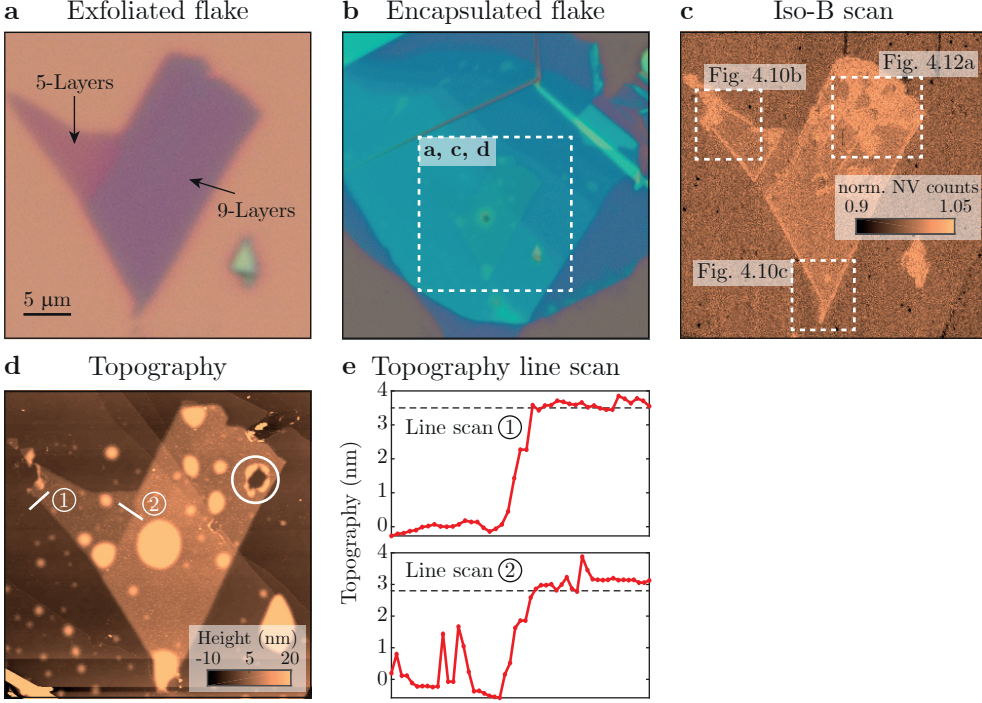 a Exfoliated flake
5-Layers
9-Layers
5 μm
b Encapsulated flake
a, c, d
c Iso-B scan
Fig. 4.10b
Fig. 4.12a
norm. NV counts
0.9 1.05
Fig. 4.10c
d Topography
1
2
Height (nm)
-10 5 20
e Topography line scan
Topography (nm)
4
3
2
1
0
Line scan 1
4
3
2
1
0
Line scan 2